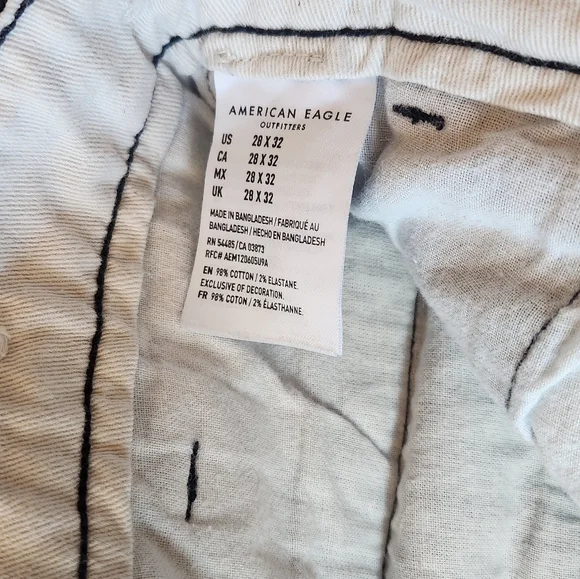 AMERICAN EAGLE
OUTFITTERS
US 28 X 32
CA 28 X 32
MX 28 X 32
UK 28 X 32
MADE IN BANGLADESH / FABRIQUÉ AU
BANGLADESH / HECHO EN BANGLADESH
RN 54485 / CA 03873
RFC# AEM120605U9A
EN 98% COTTON / 2% ELASTANE.
EXCLUSIVE OF DECORATION.
FR 98% COTON / 2% ÉLASTHANNE.